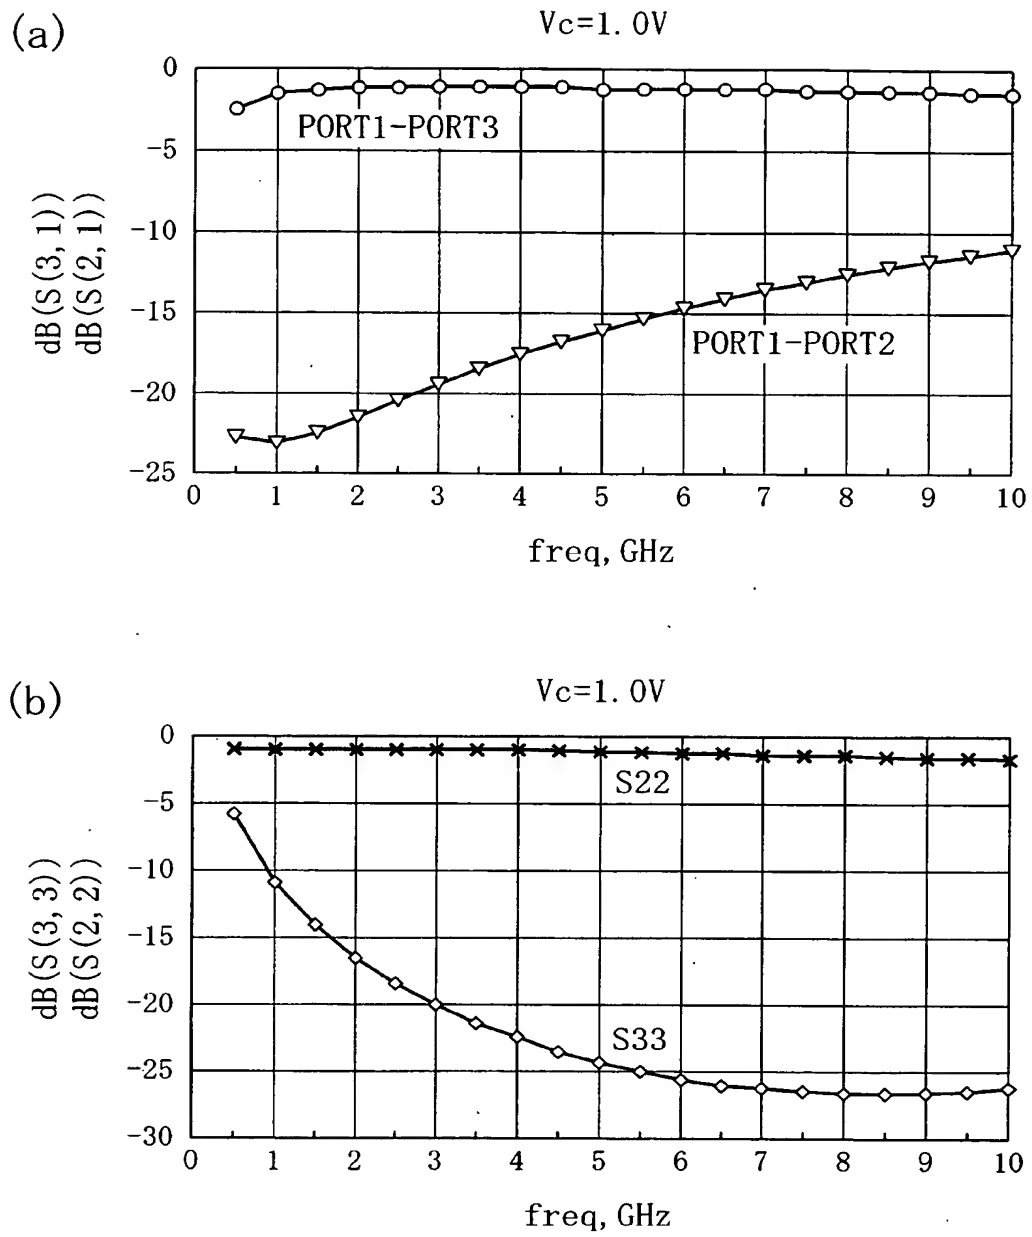 (a)
Vc=1.0V
dB(S(3,1))
dB(S(2,1))
0
-5
-10
-15
-20
-25
PORT1-PORT3
PORT1-PORT2
0 1 2 3 4 5 6 7 8 9 10
freq, GHz
(b)
Vc=1.0V
dB(S(3,3))
dB(S(2,2))
0
-5
-10
-15
-20
-25
-30
S22
S33
0 1 2 3 4 5 6 7 8 9 10
freq, GHz